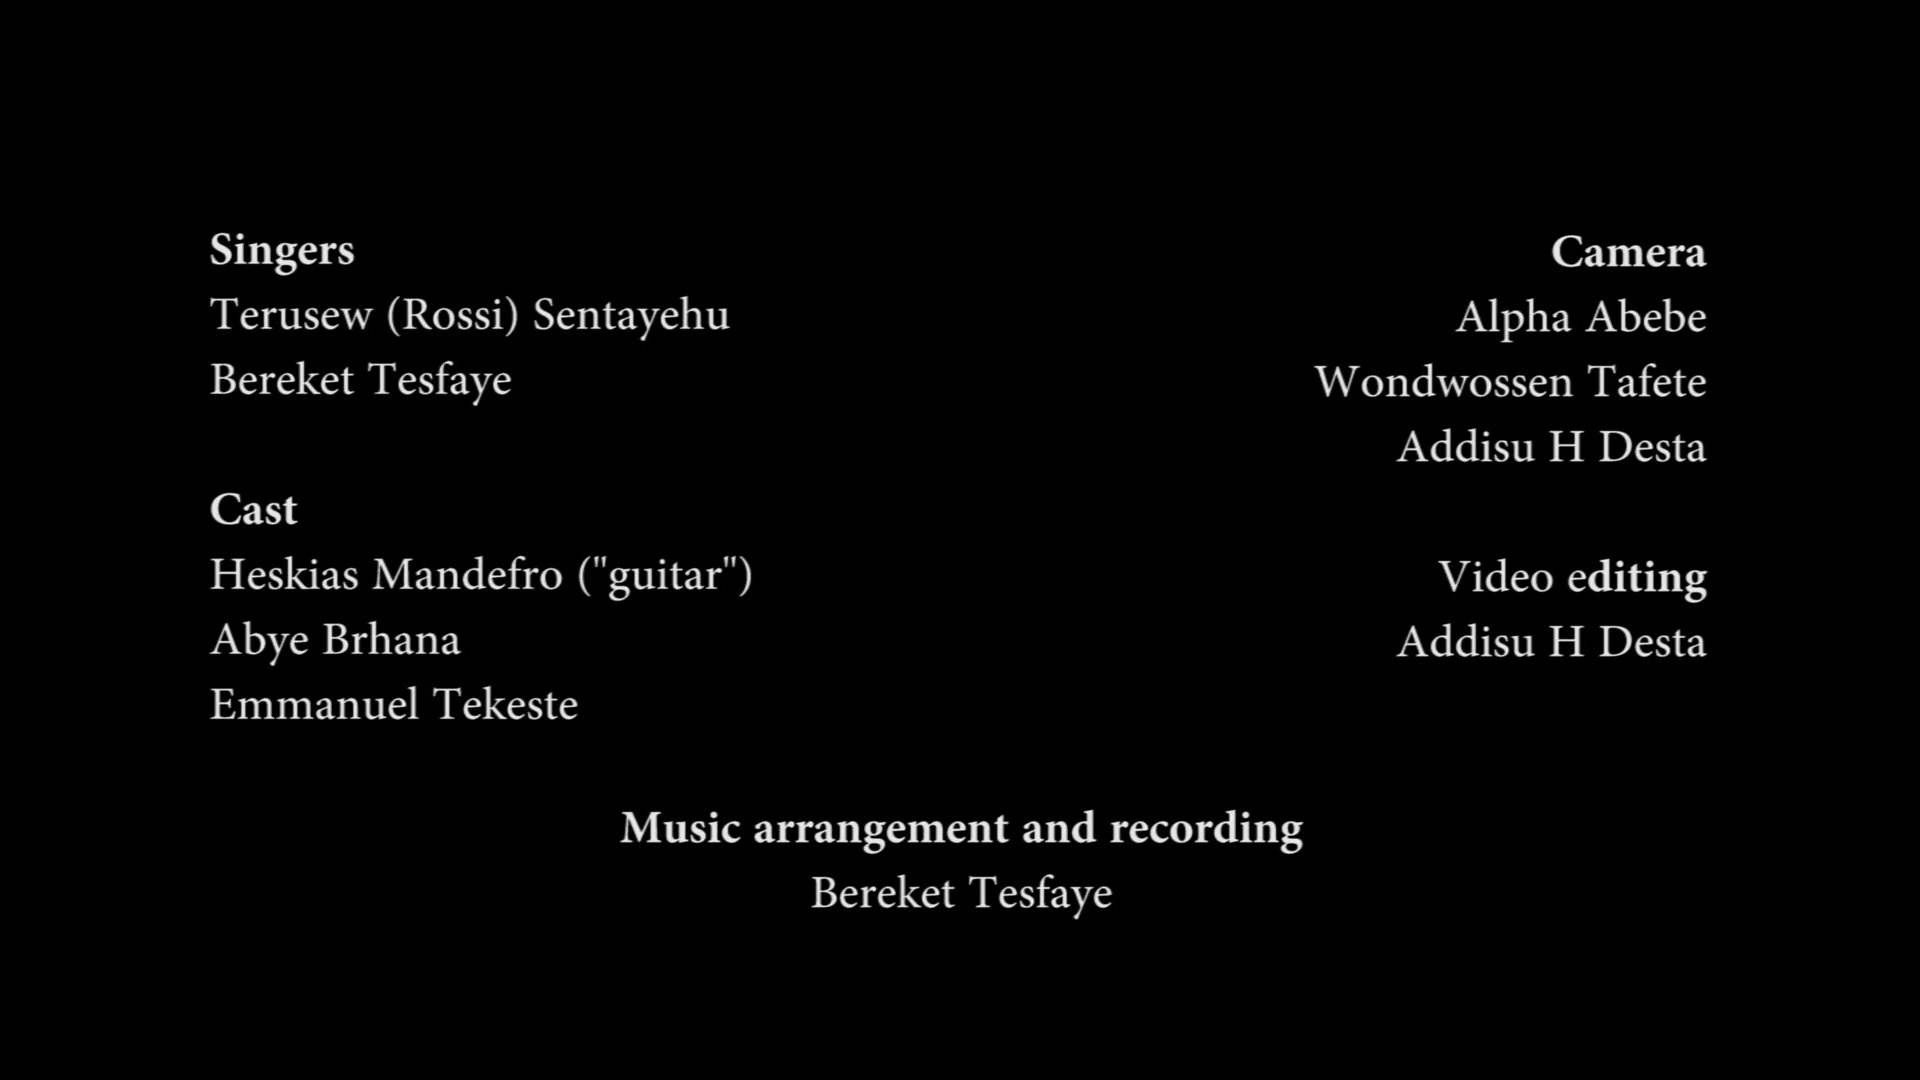 Singers
Terusew (Rossi) Sentayehu
Bereket Tesfaye
Cast
Heskias Mandefro ("guitar")
Abye Brhana
Emmanuel Tekeste
Camera
Alpha Abebe
Wondwossen Tafete
Addisu H Desta
Video editing
Addisu H Desta
Music arrangement and recording
Bereket Tesfaye